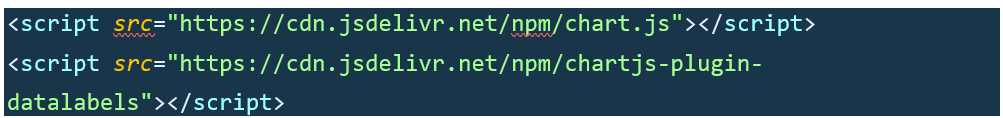 <script src="https://cdn.jsdelivr.net/npm/chart.js"></script>
<script src="https://cdn.jsdelivr.net/npm/chartjs-plugin-
datalabels"></script>